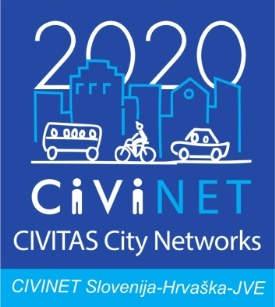 2020
CiViNET
CIVITAS City Networks
CIVINET Slovenija-Hrvaška-JVE